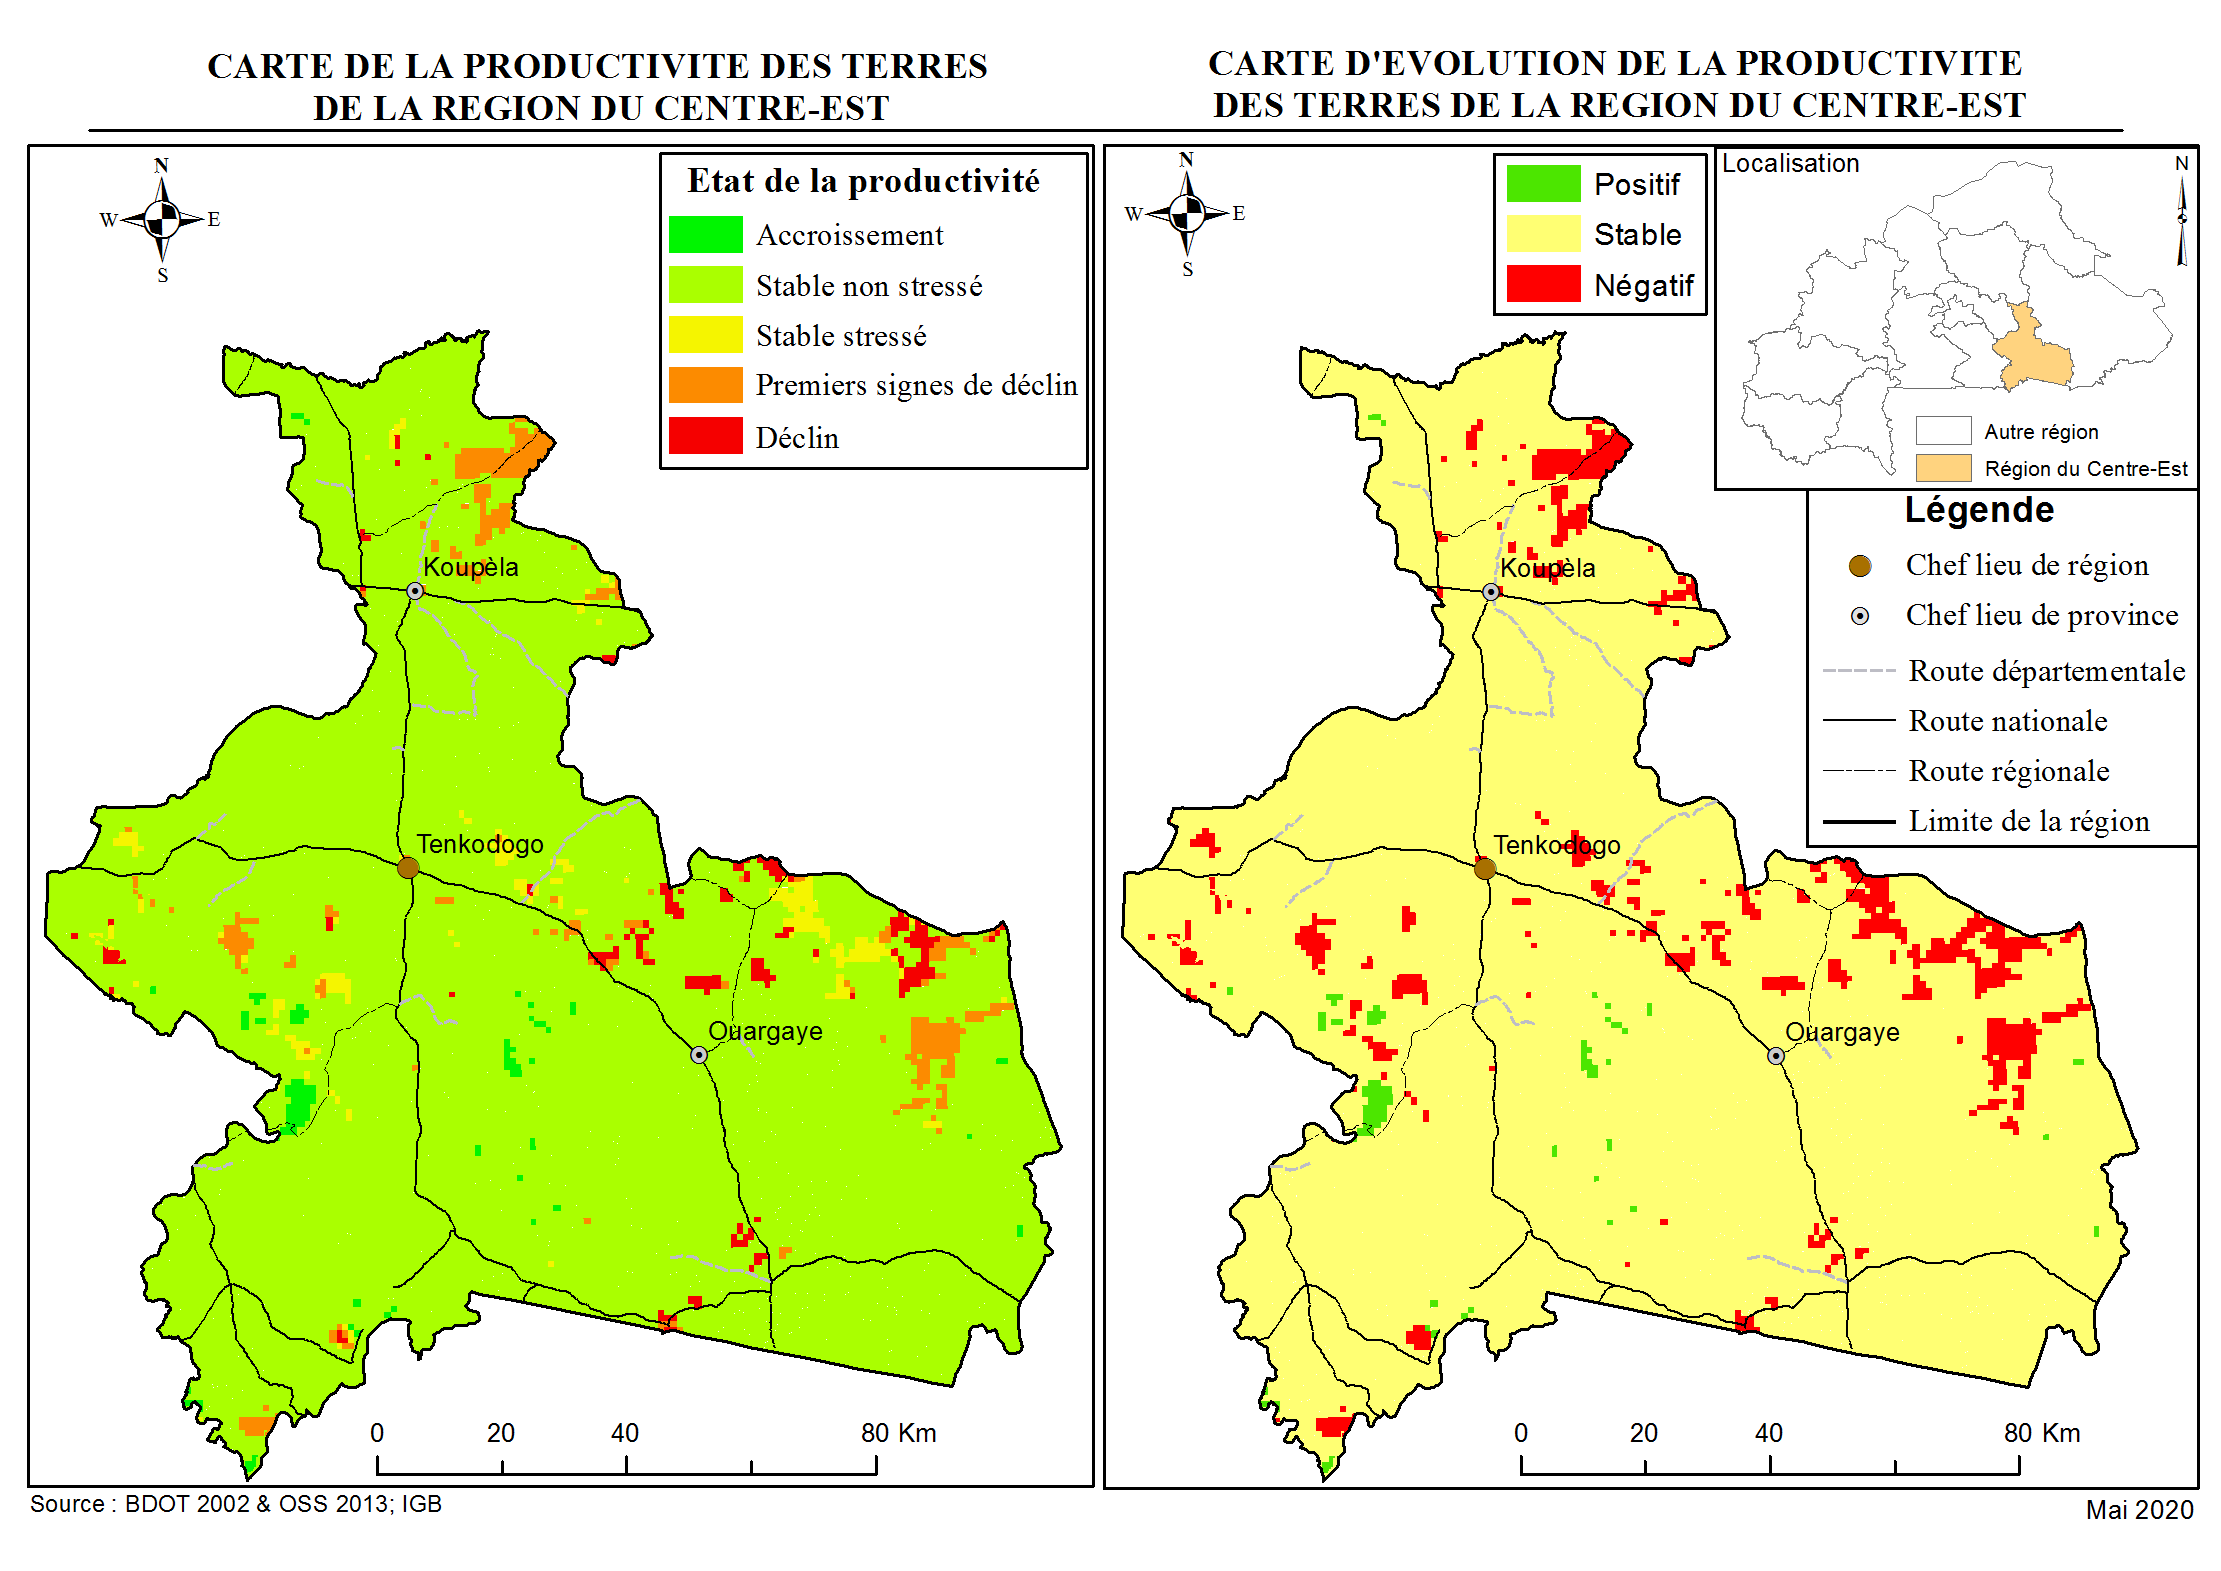 CARTE DE LA PRODUCTIVITE DES TERRES
DE LA REGION DU CENTRE-EST
CARTE D'EVOLUTION DE LA PRODUCTIVITE
DES TERRES DE LA REGION DU CENTRE-EST
N
W E
S
Etat de la productivité
Accroissement
Stable non stressé
Stable stressé
Premiers signes de déclin
Déclin
Koupèla
Tenkodogo
Ouargaye
0 20 40 80 Km
N
W E
S
Positif
Stable
Négatif
Localisation
N
Autre région
Région du Centre-Est
Légende
Chef lieu de région
Chef lieu de province
Route départementale
Route nationale
Route régionale
Limite de la région
Koupèla
Tenkodogo
Ouargaye
0 20 40 80 Km
Source : BDOT 2002 & OSS 2013; IGB
Mai 2020